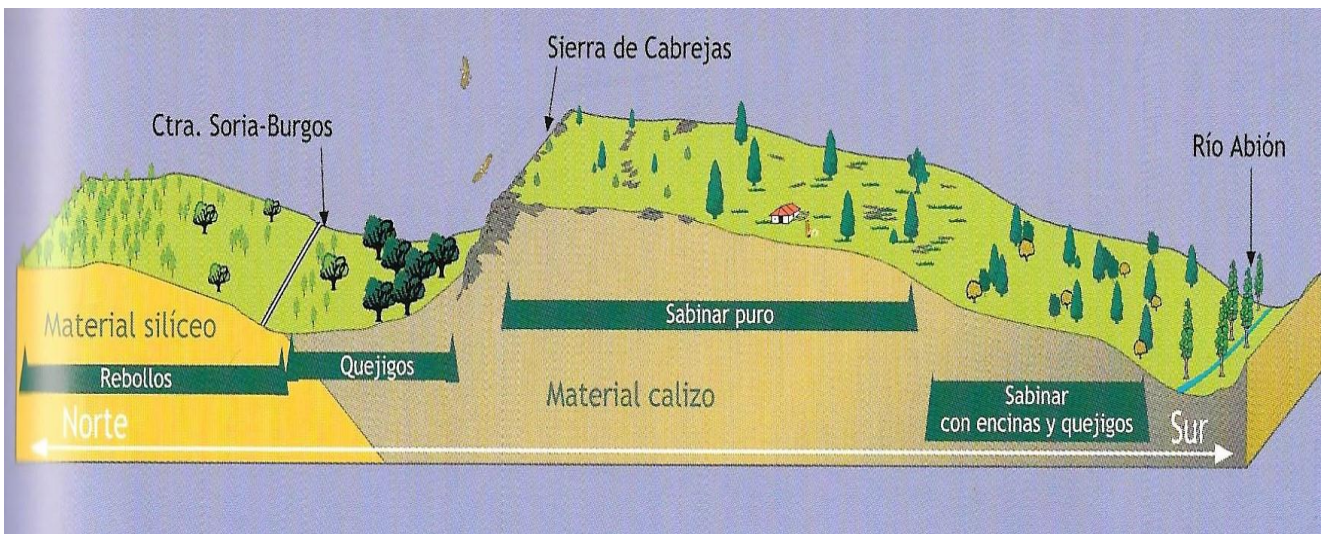 Sierra de Cabrejas
Ctra. Soria-Burgos
Río Abión
Material silíceo
Sabinar puro
Rebollos
Quejigos
Material calizo
Sabinar
con encinas y quejigos
Norte
Sur